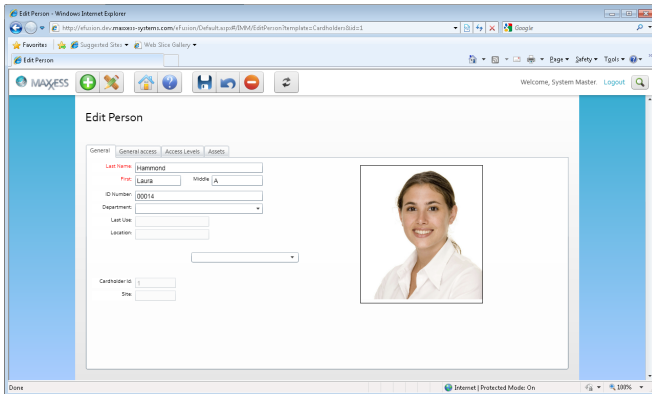 Edit Person - Windows Internet Explorer
http://efusion.dev.maxxess-systems.com/eFusion/Default.aspx#/IMM/EditPerson?template=Cardholders&id=1
Google
Favorites Suggested Sites Web Slice Gallery
Edit Person
Page Safety Tools
MAXXESS
Welcome, System Master. Logout
Edit Person
General General access Access Levels Assets
Last Name: Hammond
First: Laura Middle: A
ID Number: 00014
Department:
Last Use:
Location:
Cardholder Id: 1
Site:
Done
Internet | Protected Mode: On
100%